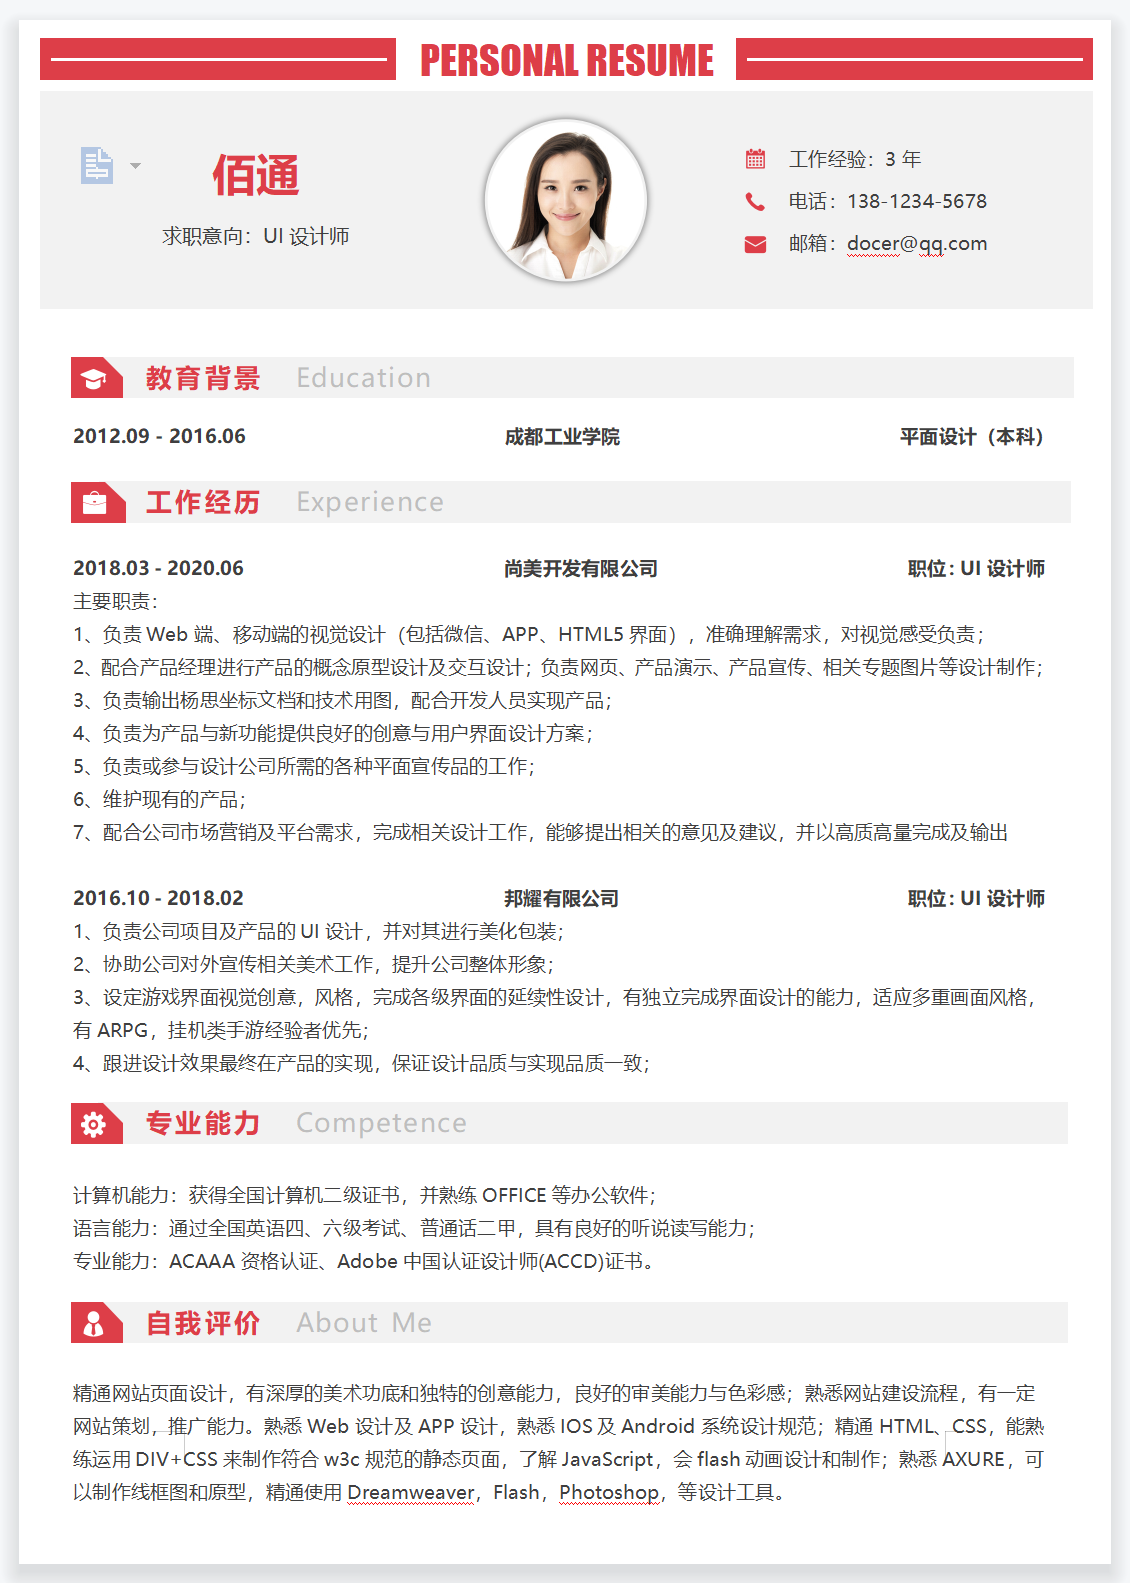 PERSONAL RESUME
佰通
求职意向：UI 设计师
工作经验：3 年
电话：138-1234-5678
邮箱：docer@qq.com
教育背景 Education
2012.09 - 2016.06 成都工业学院 平面设计（本科）
工作经历 Experience
2018.03 - 2020.06 尚美开发有限公司 职位：UI 设计师
主要职责：
1、负责 Web 端、移动端的视觉设计（包括微信、APP、HTML5 界面），准确理解需求，对视觉感受负责；
2、配合产品经理进行产品的概念原型设计及交互设计；负责网页、产品演示、产品宣传、相关专题图片等设计制作；
3、负责输出杨思坐标文档和技术用图，配合开发人员实现产品；
4、负责为产品与新功能提供良好的创意与用户界面设计方案；
5、负责或参与设计公司所需的各种平面宣传品的工作；
6、维护现有的产品；
7、配合公司市场营销及平台需求，完成相关设计工作，能够提出相关的意见及建议，并以高质高量完成及输出
2016.10 - 2018.02 邦耀有限公司 职位：UI 设计师
1、负责公司项目及产品的 UI 设计，并对其进行美化包装；
2、协助公司对外宣传相关美术工作，提升公司整体形象；
3、设定游戏界面视觉创意，风格，完成各级界面的延续性设计，有独立完成界面设计的能力，适应多重画面风格，
有 ARPG，挂机类手游经验者优先；
4、跟进设计效果最终在产品的实现，保证设计品质与实现品质一致；
专业能力 Competence
计算机能力：获得全国计算机二级证书，并熟练 OFFICE 等办公软件；
语言能力：通过全国英语四、六级考试、普通话二甲，具有良好的听说读写能力；
专业能力：ACAAA 资格认证、Adobe 中国认证设计师(ACCD)证书。
自我评价 About Me
精通网站页面设计，有深厚的美术功底和独特的创意能力，良好的审美能力与色彩感；熟悉网站建设流程，有一定
网站策划，推广能力。熟悉 Web 设计及 APP 设计，熟悉 IOS 及 Android 系统设计规范；精通 HTML、CSS，能熟
练运用 DIV+CSS 来制作符合 w3c 规范的静态页面，了解 JavaScript，会 flash 动画设计和制作；熟悉 AXURE，可
以制作线框图和原型，精通使用 Dreamweaver，Flash，Photoshop，等设计工具。